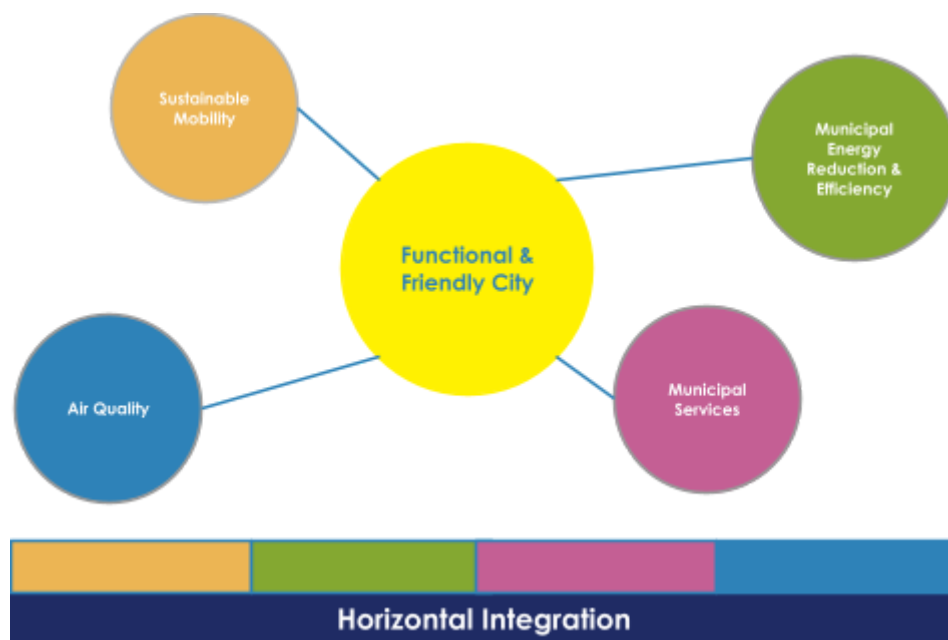 Sustainable
Mobility
Municipal
Energy
Reduction &
Efficiency
Functional &
Friendly City
Air Quality
Municipal
Services
Horizontal Integration